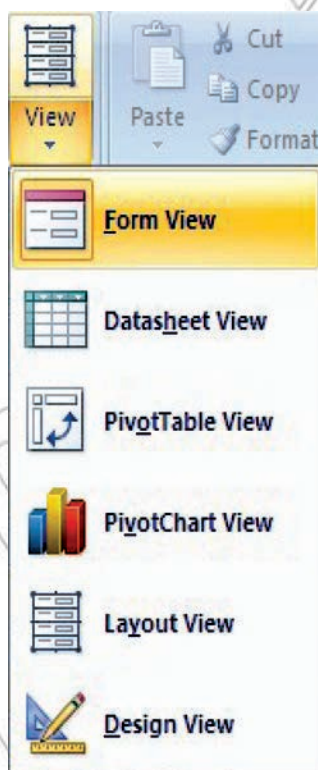 View
Paste
Cut
Copy
Format
Form View
Datasheet View
PivotTable View
PivotChart View
Layout View
Design View